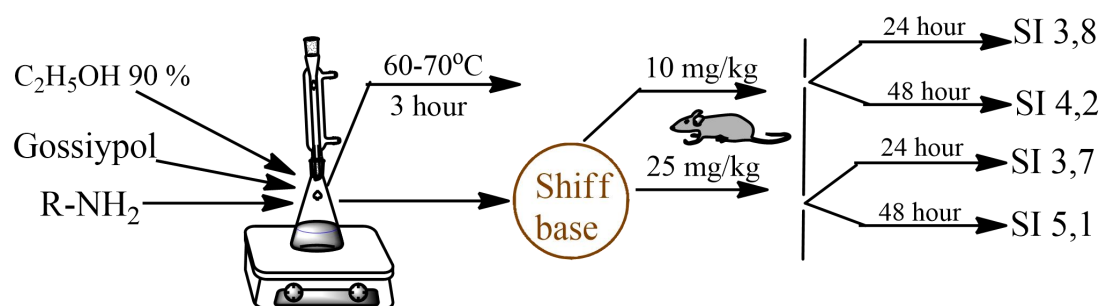 C₂H₅OH 90 %
Gossiypol
R-NH₂
60-70°C
3 hour
Shiff
base
10 mg/kg
25 mg/kg
24 hour
SI 3,8
48 hour
SI 4,2
24 hour
SI 3,7
48 hour
SI 5,1